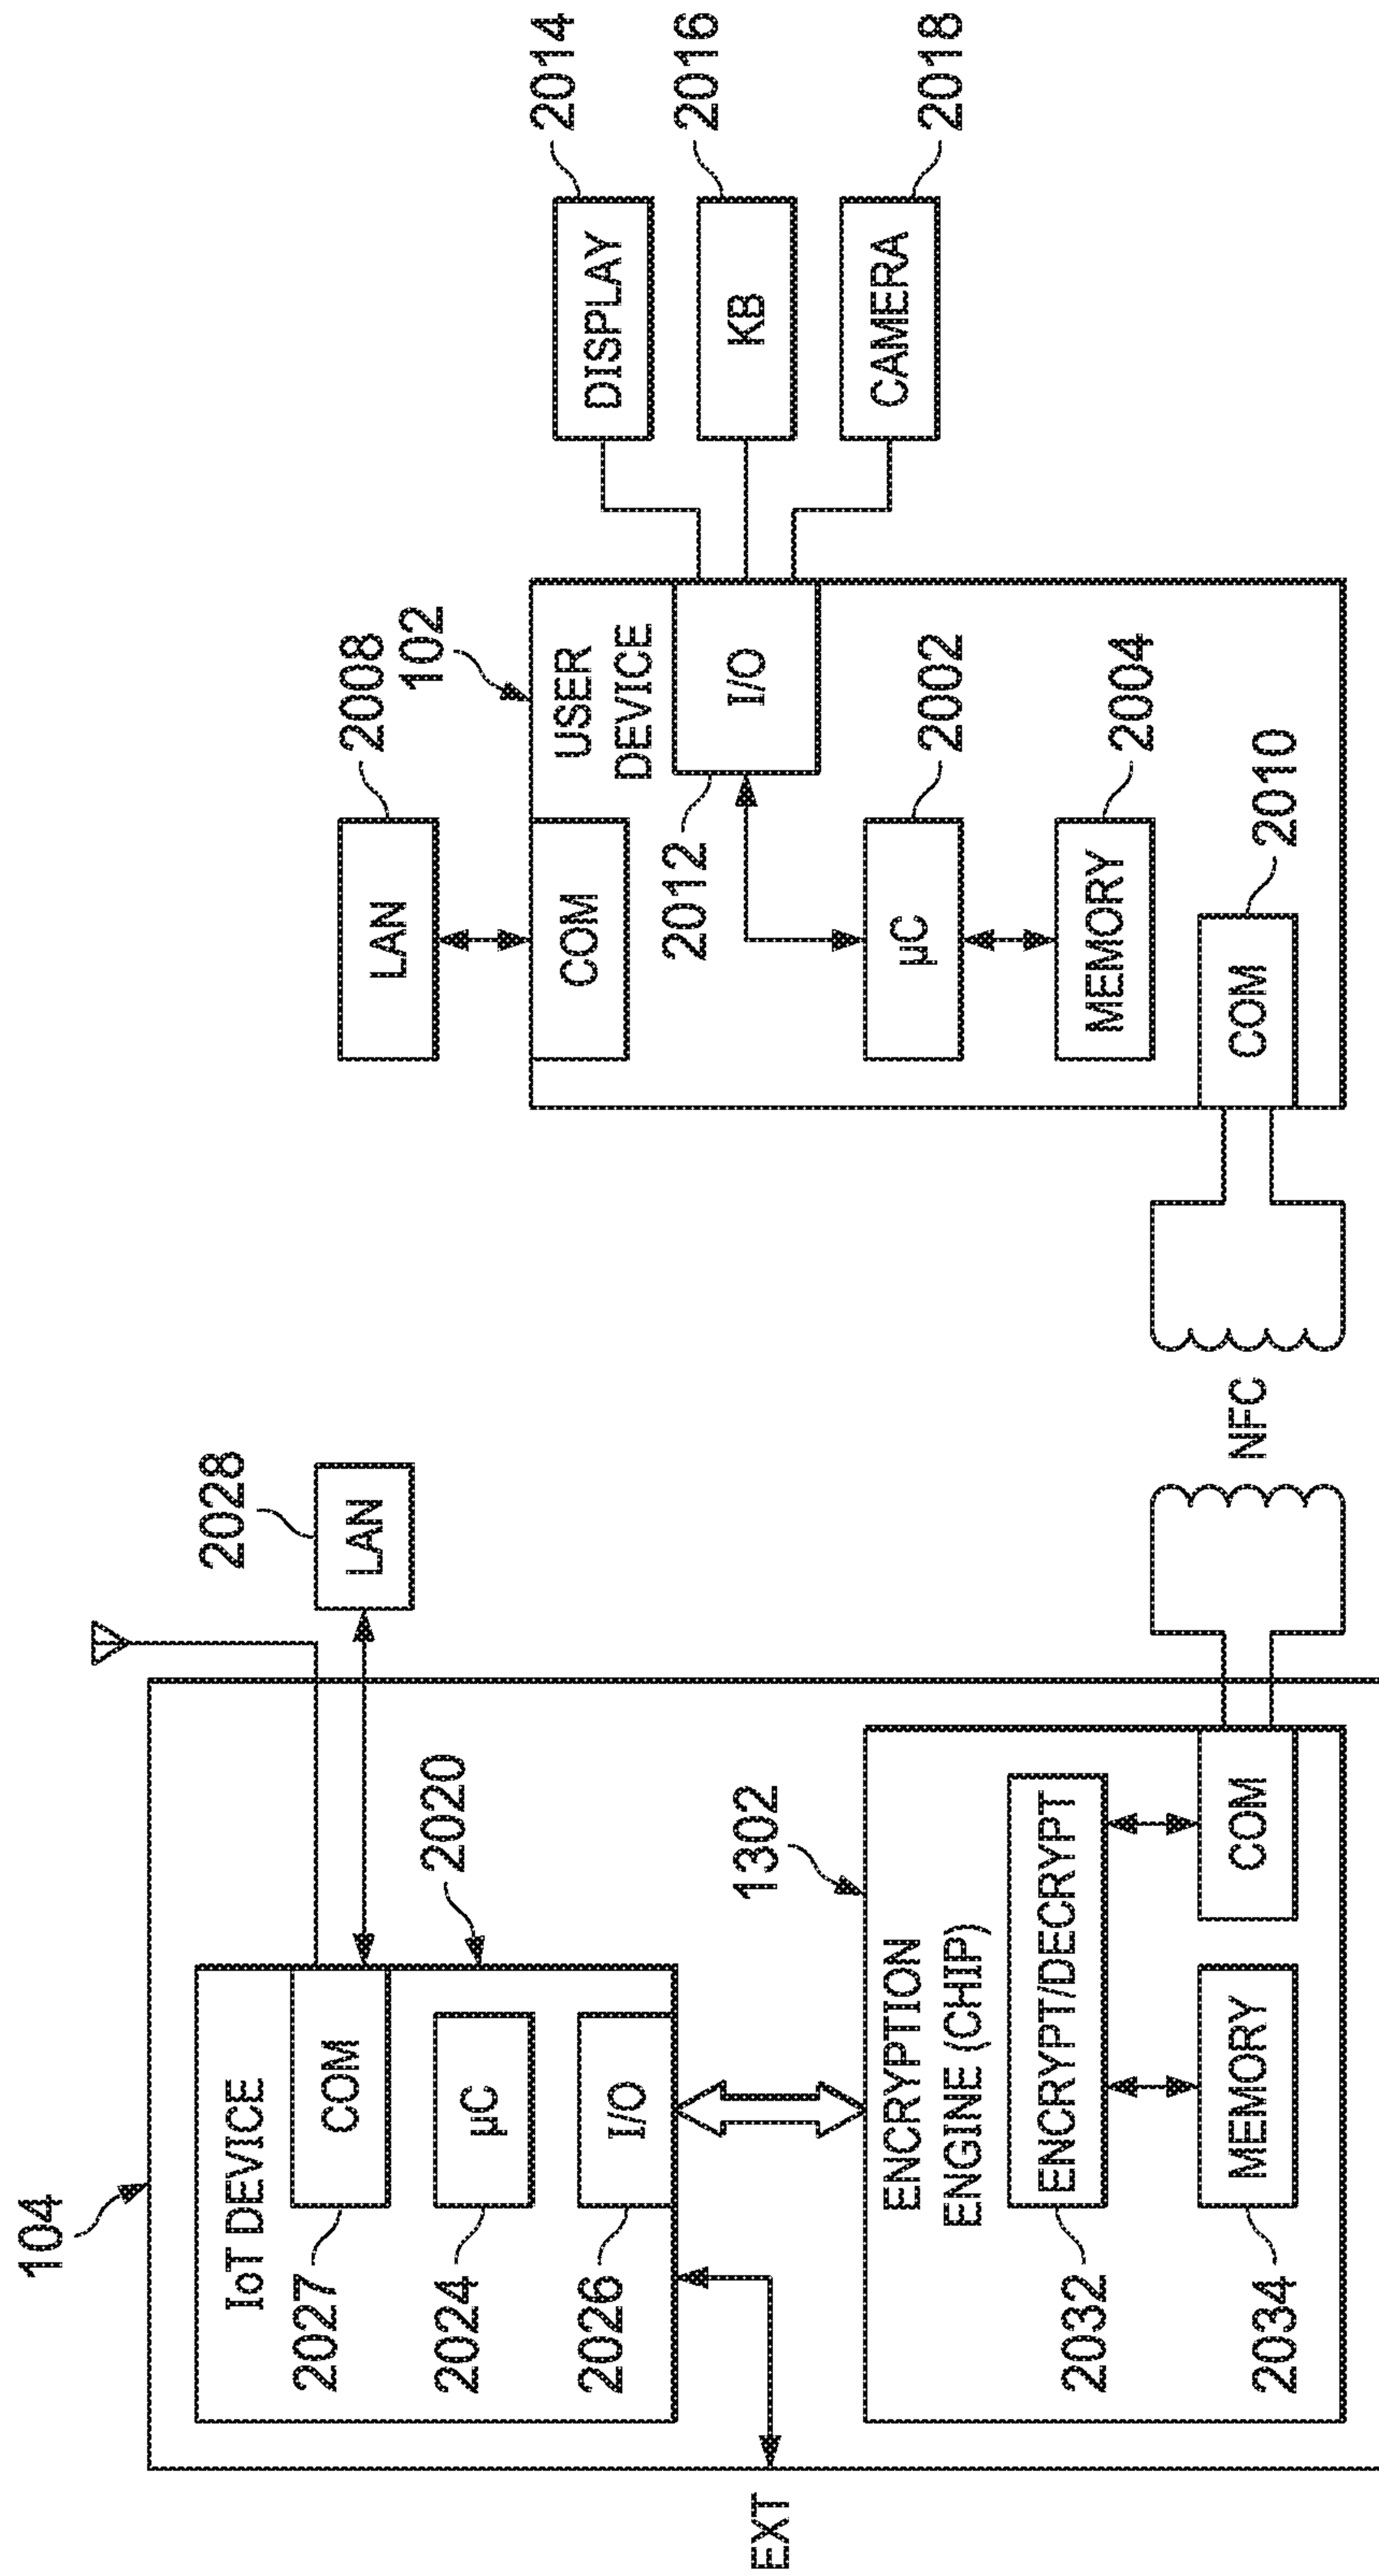 104
IoT DEVICE
2027
COM
2024
µC
2026
I/O
2020
2028
LAN
EXT
1302
ENCRYPTION
ENGINE (CHIP)
2032
ENCRYPT/DECRYPT
2034
MEMORY
COM
NFC
2008
LAN
102
USER
DEVICE
COM
2012
I/O
2002
µC
2004
MEMORY
2010
COM
2014
DISPLAY
2016
KB
2018
CAMERA